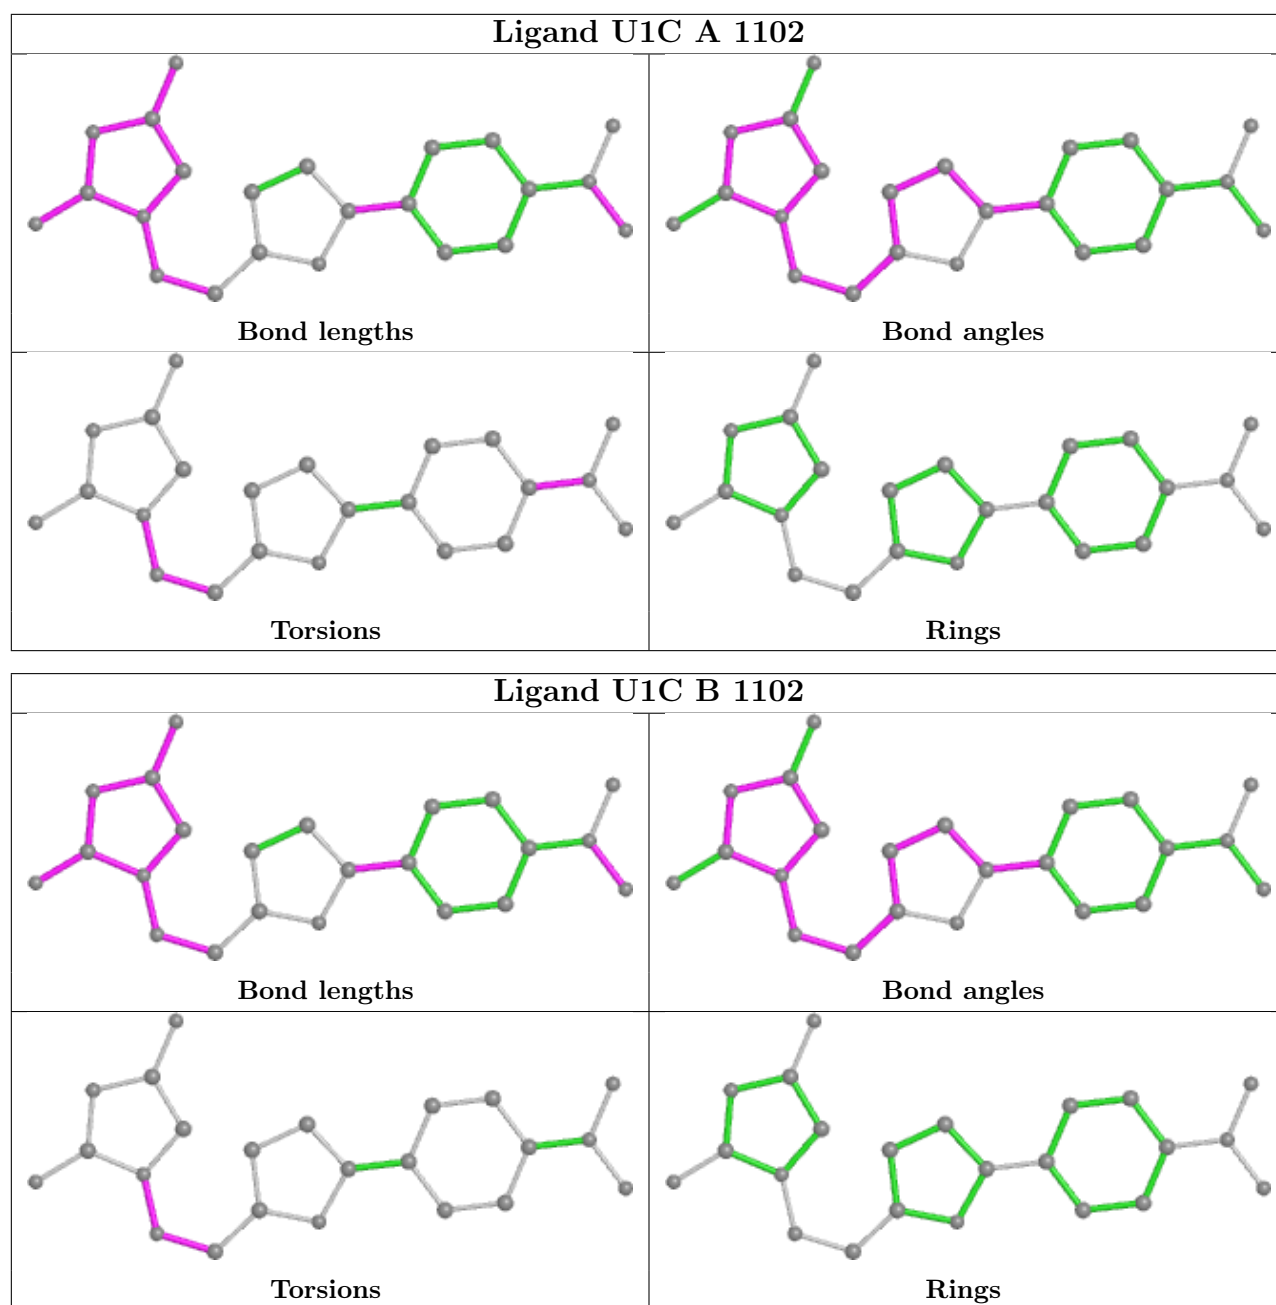 Ligand U1C A 1102
Bond lengths
Bond angles
Torsions
Rings
Ligand U1C B 1102
Bond lengths
Bond angles
Torsions
Rings